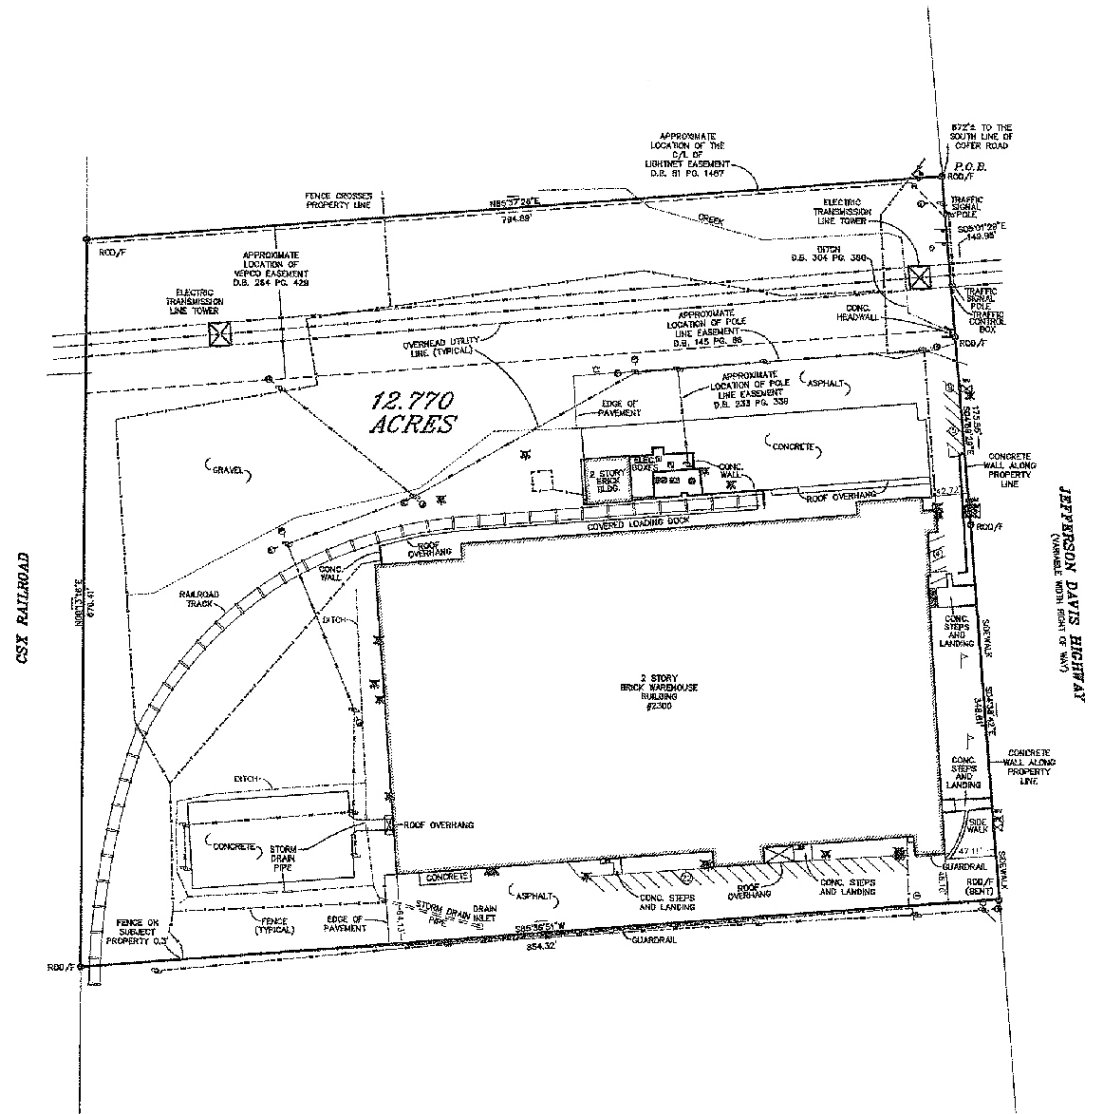 872'± TO THE
SOUTH LINE OF
COFER ROAD
P.O.B.
ROD/F
APPROXIMATE
LOCATION OF THE
C/L OF
LIGHTNET EASEMENT
D.B. 81 PG. 1467
FENCE CROSSES
PROPERTY LINE
N85°37'26"E
794.69'
CREEK
ELECTRIC
TRANSMISSION
LINE TOWER
TRAFFIC
SIGNAL
POLE
S05°01'29"E
149.98'
ROD/F
APPROXIMATE
LOCATION OF
VEPCO EASEMENT
D.B. 264 PG. 429
DITCH
D.B. 304 PG. 380
ELECTRIC
TRANSMISSION
LINE TOWER
TRAFFIC
SIGNAL
POLE
TRAFFIC
CONTROL
BOX
CONC.
HEADWALL
APPROXIMATE
LOCATION OF POLE
LINE EASEMENT
D.B. 145 PG. 86
OVERHEAD UTILITY
LINE (TYPICAL)
ROD/F
APPROXIMATE
LOCATION OF POLE
LINE EASEMENT
D.B. 233 PG. 339
ASPHALT
12.770
ACRES
EDGE OF
PAVEMENT
CONCRETE
GRAVEL
2 STORY
BRICK
BLDG.
ELEC.
BOXES
CONC.
WALL
CONCRETE
WALL ALONG
PROPERTY
LINE
ROOF OVERHANG
COVERED LOADING DOCK
ROD/F
ROOF
OVERHANG
CONC.
WALL
JEFFERSON DAVIS HIGHWAY
(VARIABLE WIDTH RIGHT OF WAY)
CSX RAILROAD
RAILROAD
TRACK
DITCH
CONC.
STEPS
AND
LANDING
SIDEWALK
2 STORY
BRICK WAREHOUSE
BUILDING
#2300
CONC.
STEPS
AND
LANDING
CONCRETE
WALL ALONG
PROPERTY
LINE
DITCH
ROOF OVERHANG
CONCRETE
STORM
DRAIN
PIPE
SIDE
WALK
47.11'
SIDEWALK
GUARDRAIL
CONCRETE
ASPHALT
ROOF
OVERHANG
CONC. STEPS
AND LANDING
CONC. STEPS
AND LANDING
ROD/F
(BENT)
STORM DRAIN
PIPE
DRAIN
INLET
FENCE ON
SUBJECT
PROPERTY 0.3'
FENCE
(TYPICAL)
EDGE OF
PAVEMENT
S85°36'51"W
854.32'
GUARDRAIL
ROD/F